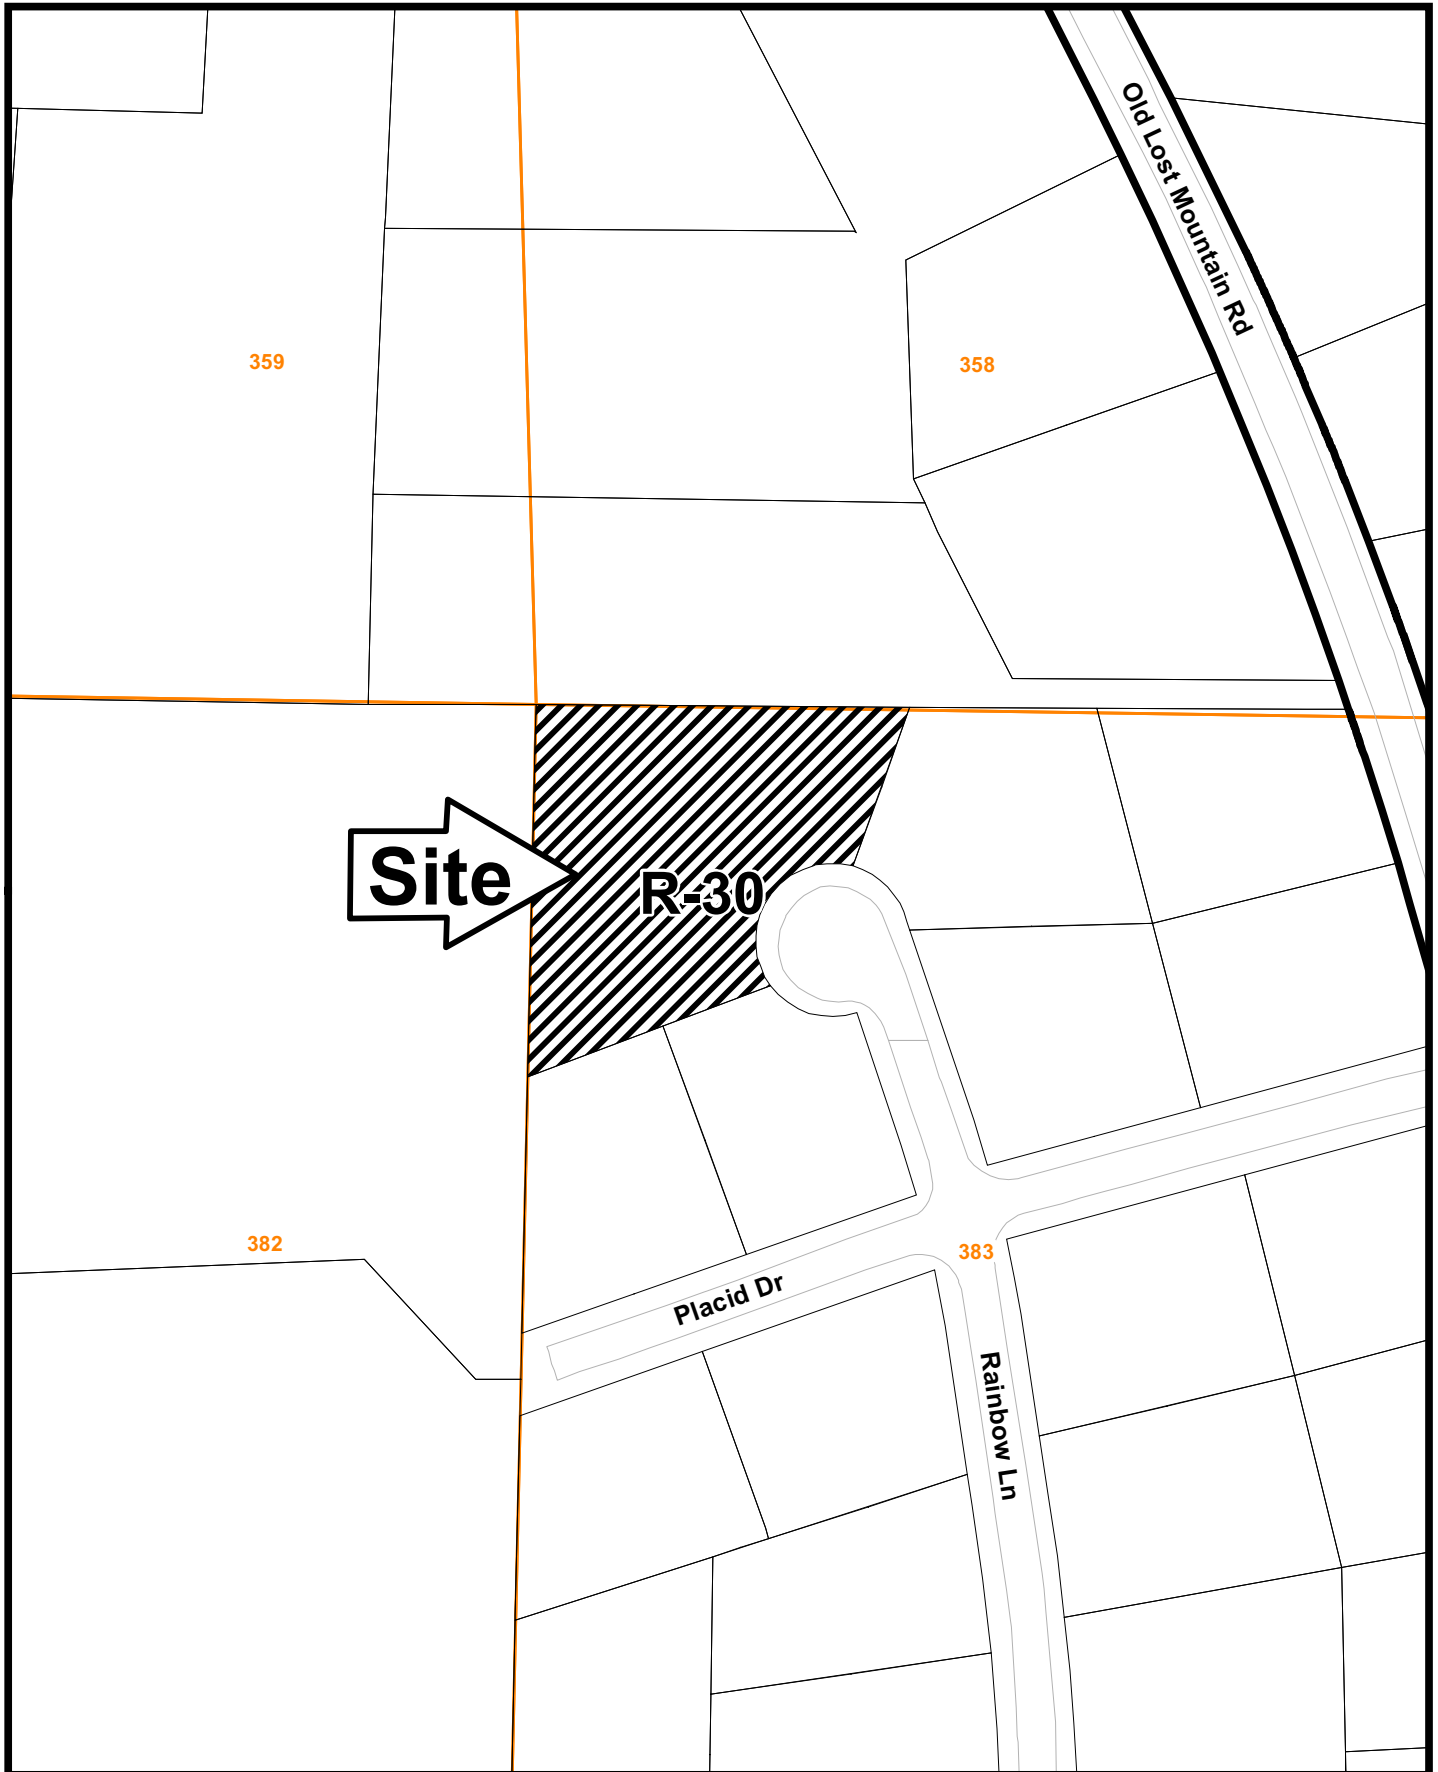 Old Lost Mountain Rd
359
358
Site
R-30
382
383
Placid Dr
Rainbow Ln